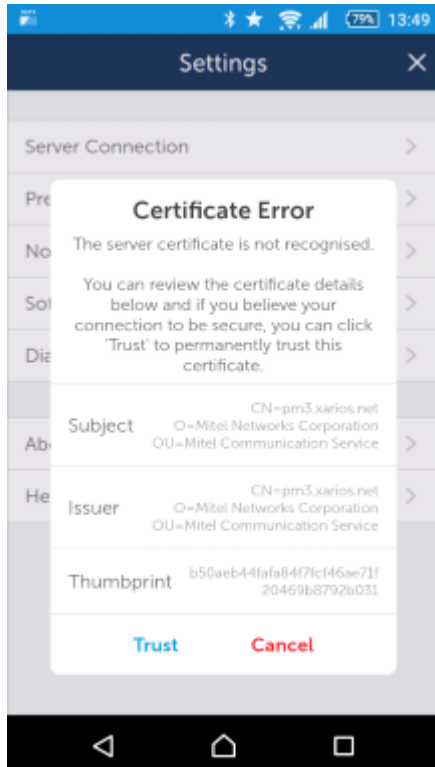 79% 13:49
Settings
Server Connection
Pre
No
Sof
Dia
Abo
He
Certificate Error
The server certificate is not recognised.
You can review the certificate details
below and if you believe your
connection to be secure, you can click
'Trust' to permanently trust this
certificate.
Subject
CN=pm3.xarios.net
O=Mitel Networks Corporation
OU=Mitel Communication Service
Issuer
CN=pm3.xarios.net
O=Mitel Networks Corporation
OU=Mitel Communication Service
Thumbprint
b50aeb44fafa84f7fcf46ae71f
20469b8792b031
Trust Cancel